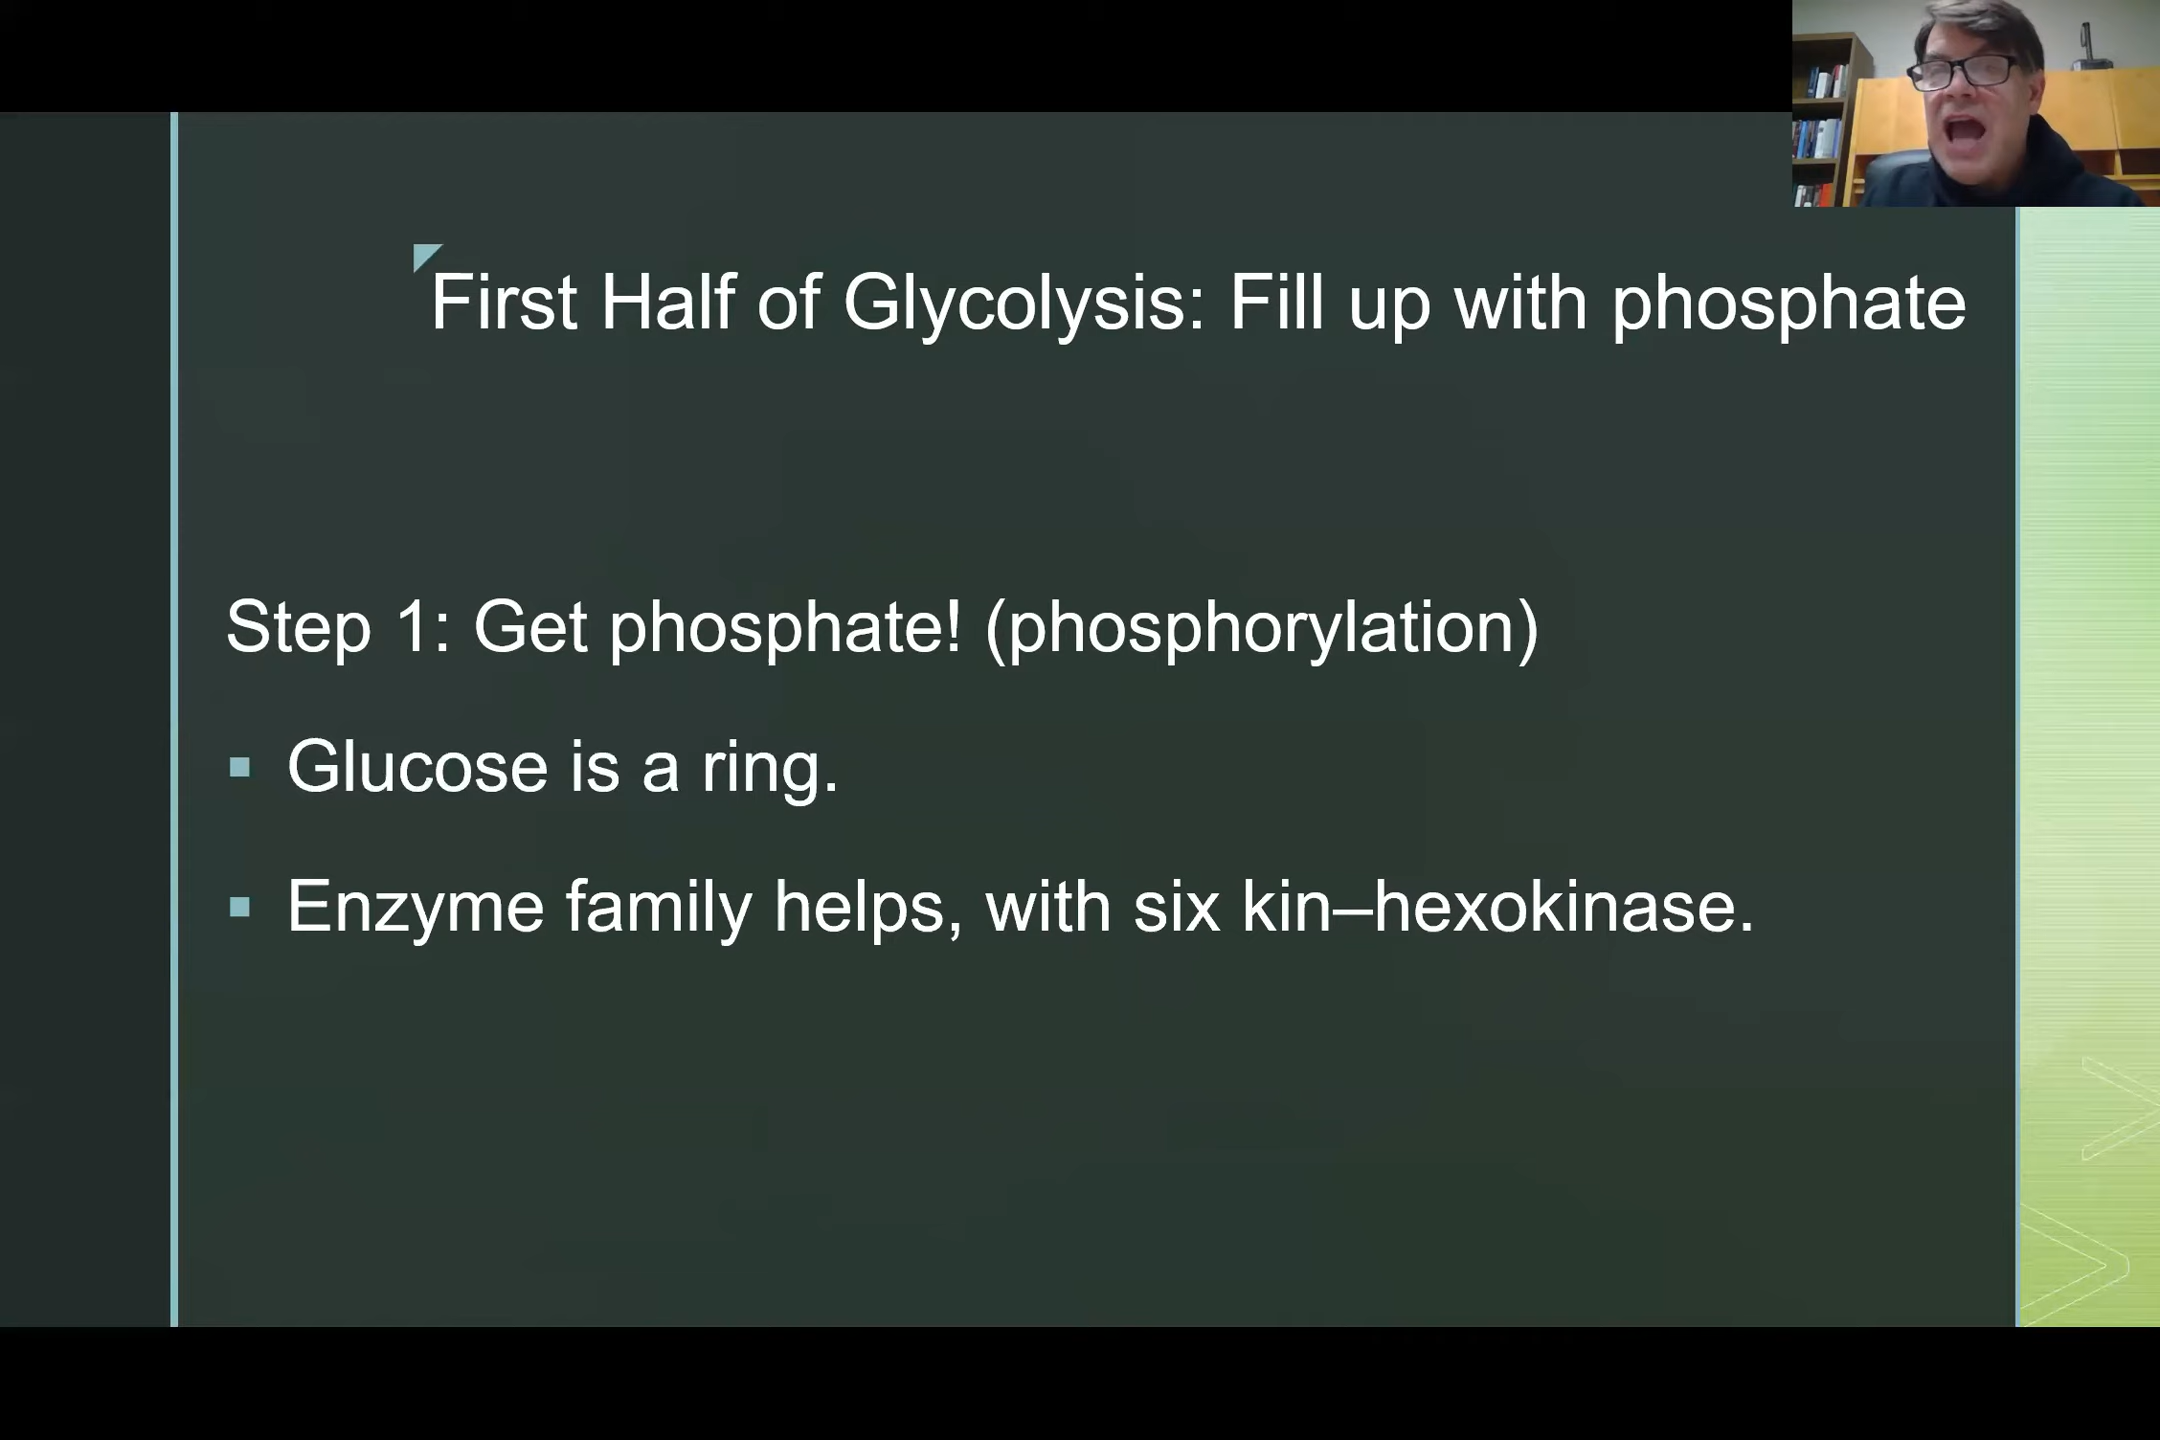 First Half of Glycolysis: Fill up with phosphate
Step 1: Get phosphate! (phosphorylation)
Glucose is a ring.
Enzyme family helps, with six kin–hexokinase.